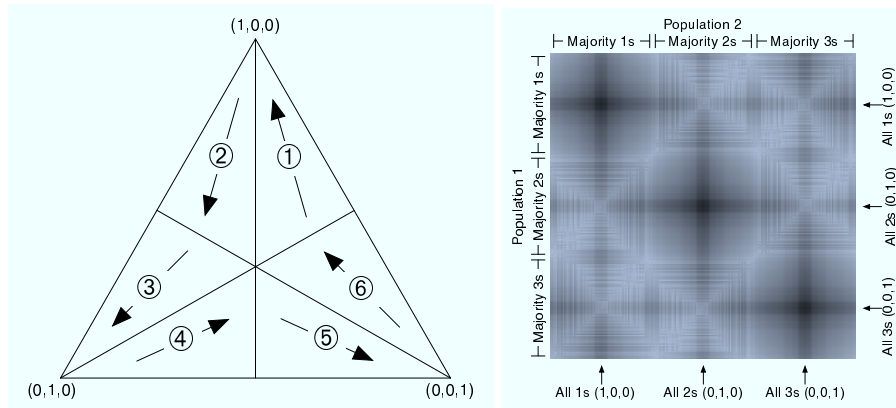 (1,0,0)
②
①
③
⑥
④
⑤
(0,1,0)
(0,0,1)
Population 2
Majority 1s
Majority 2s
Majority 3s
Population 1
Majority 1s
Majority 2s
Majority 3s
All 1s (1,0,0)
All 2s (0,1,0)
All 3s (0,0,1)
All 1s (1,0,0)
All 2s (0,1,0)
All 3s (0,0,1)